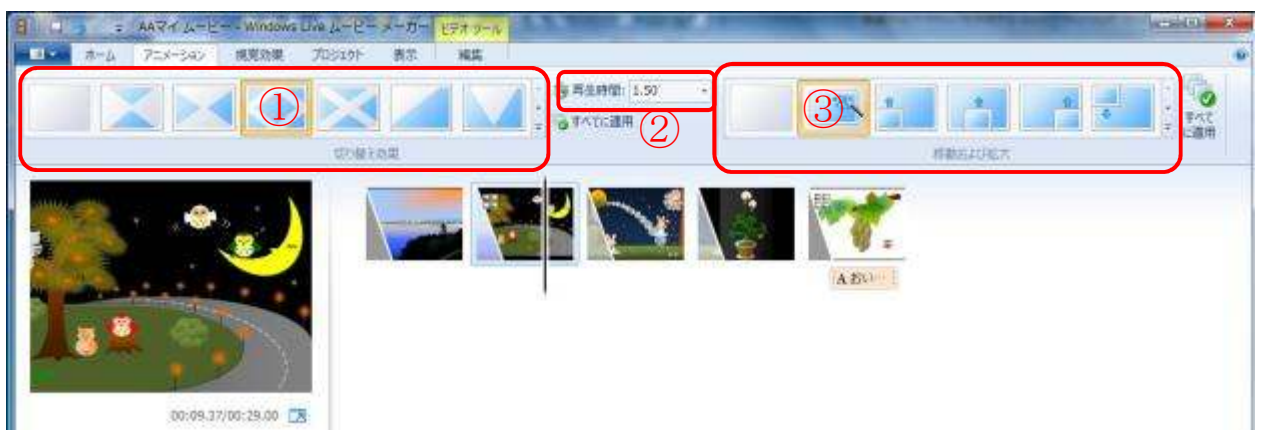 AAマイ ムービー - Windows Live ムービー メーカー ビデオ ツール
ホーム アニメーション 視覚効果 プロジェクト 表示 編集
① 再生時間: 1.50 ③
すべてに適用 ② すべてに適用
切り替え効果 移動および拡大
A おい…
00:09.37/00:29.00